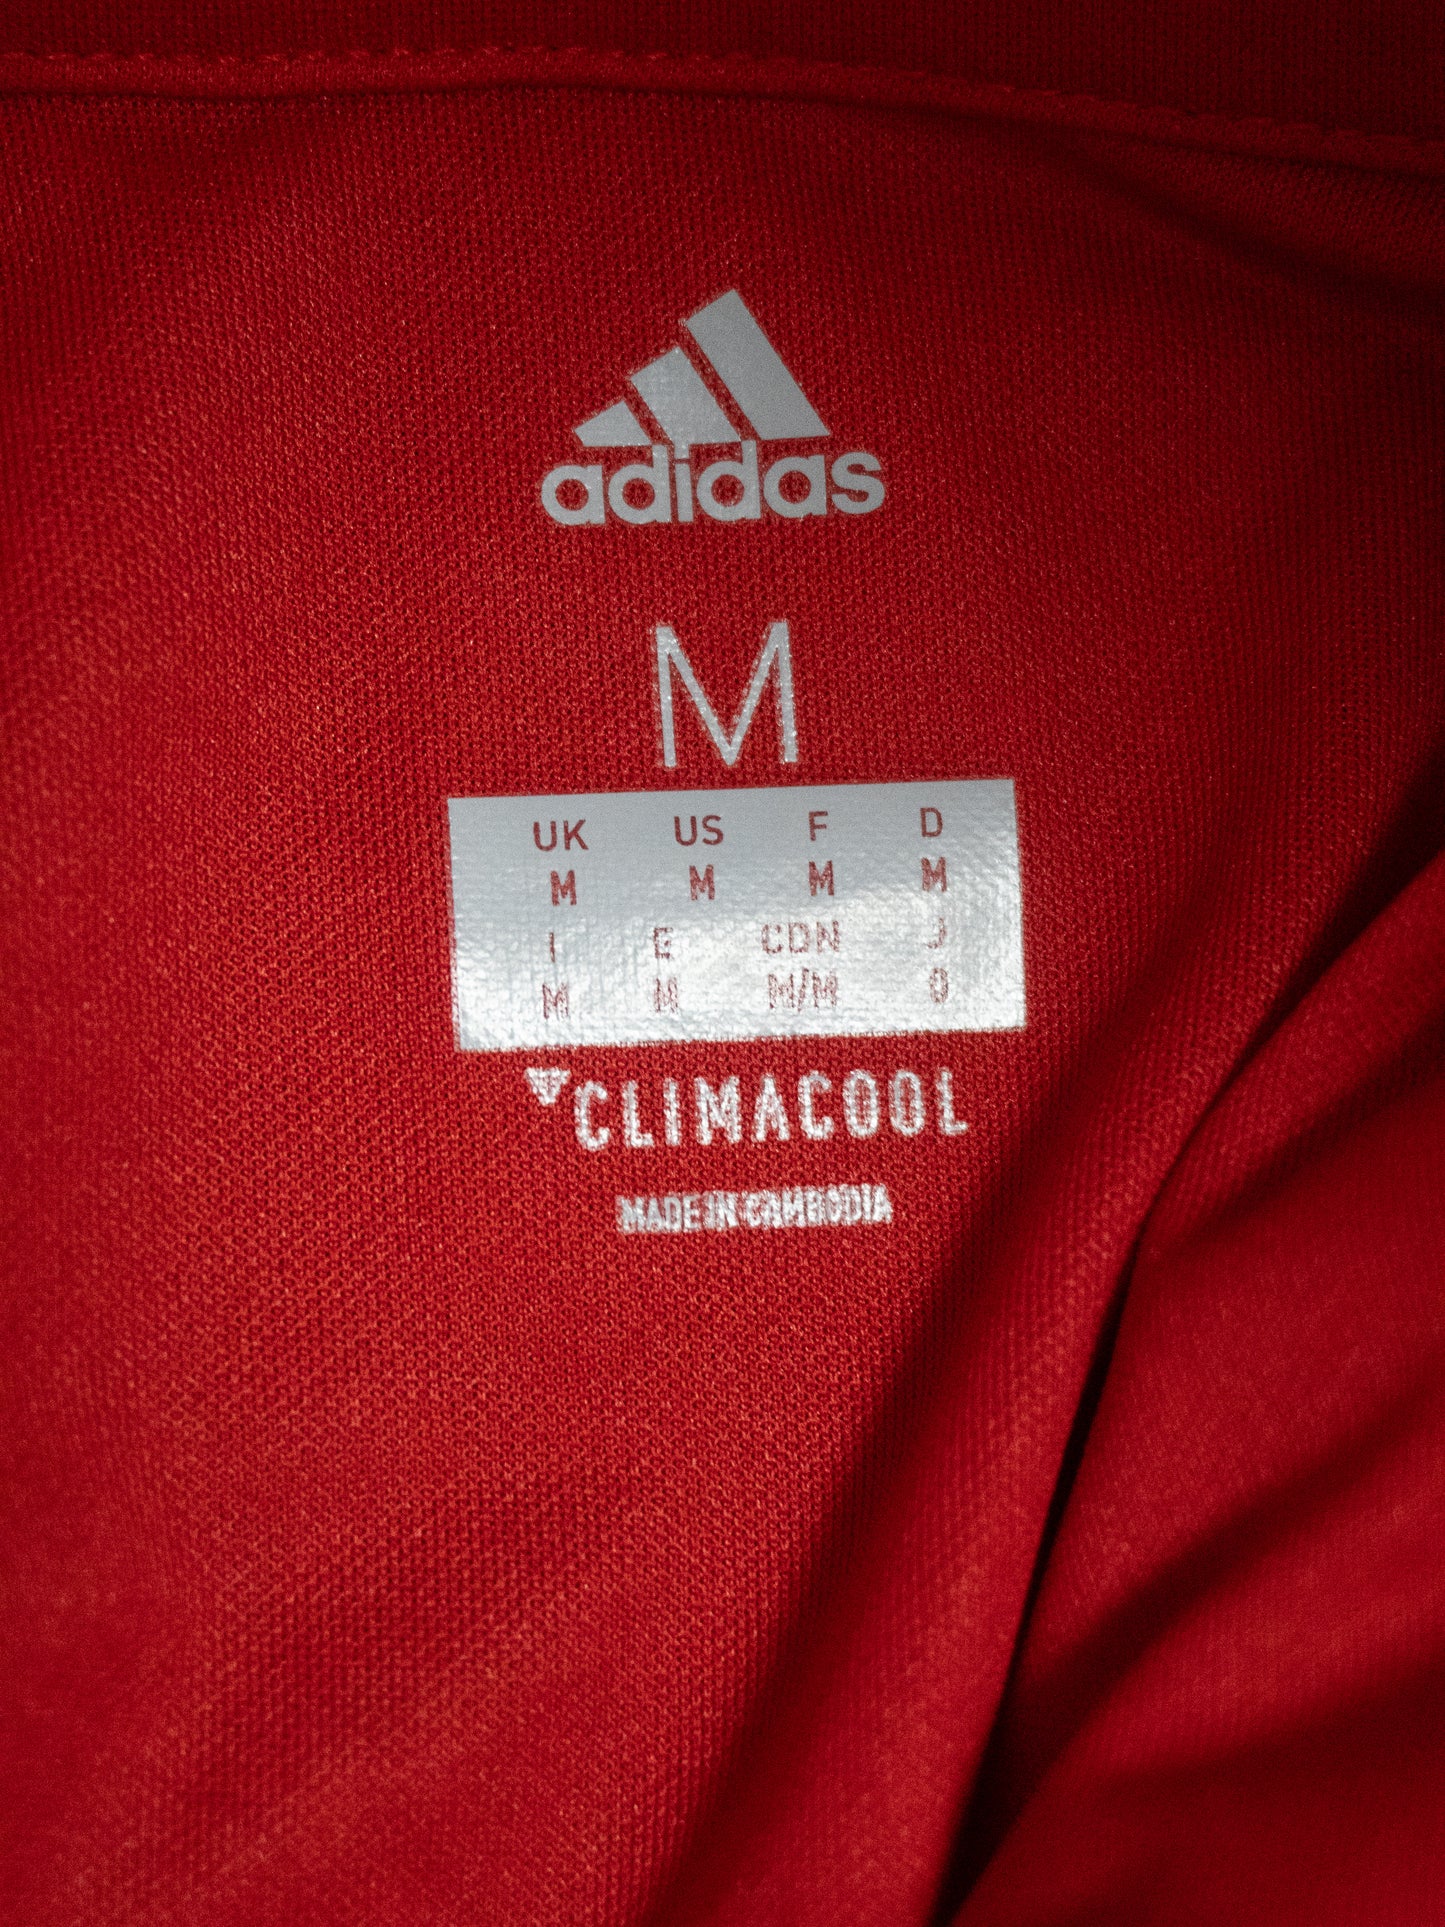 adidas
M
UK US F D
M M M M
I E CDN J
M M M/M O
CLIMACOOL
MADE IN CAMBODIA